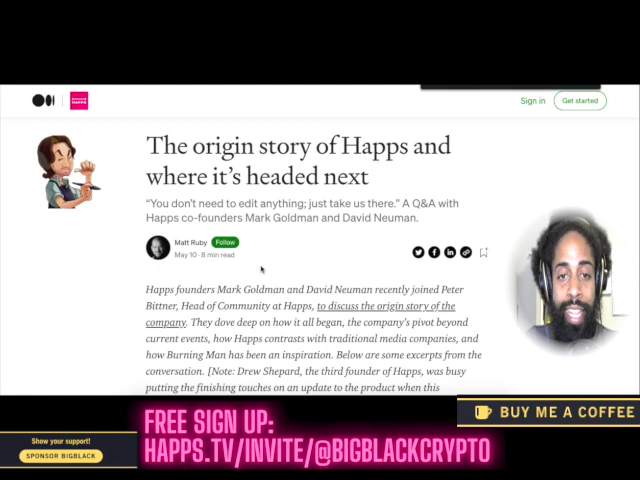 Sign in
Get started
The origin story of Happs and
where it's headed next
“You don't need to edit anything; just take us there.” A Q&A with
Happs co-founders Mark Goldman and David Neuman.
Matt Ruby
Follow
May 10 · 8 min read
Happs founders Mark Goldman and David Neuman recently joined Peter
Bittner, Head of Community at Happs, to discuss the origin story of the
company. They dove deep on how it all began, the company's pivot beyond
current events, how Happs contrasts with traditional media companies, and
how Burning Man has been an inspiration. Below are some excerpts from the
conversation. [Note: Drew Shepard, the third founder of Happs, was busy
putting the finishing touches on an update to the product when this
BUY ME A COFFEE
FREE SIGN UP:
HAPPS.TV/INVITE/@BIGBLACKCRYPTO
Show your support!
SPONSOR BIGBLACK